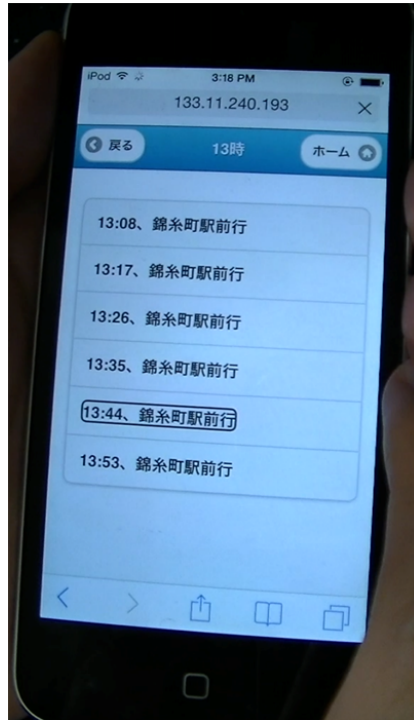 iPod 3:18 PM
133.11.240.193
戻る 13時 ホーム
13:08、錦糸町駅前行
13:17、錦糸町駅前行
13:26、錦糸町駅前行
13:35、錦糸町駅前行
13:44、錦糸町駅前行
13:53、錦糸町駅前行